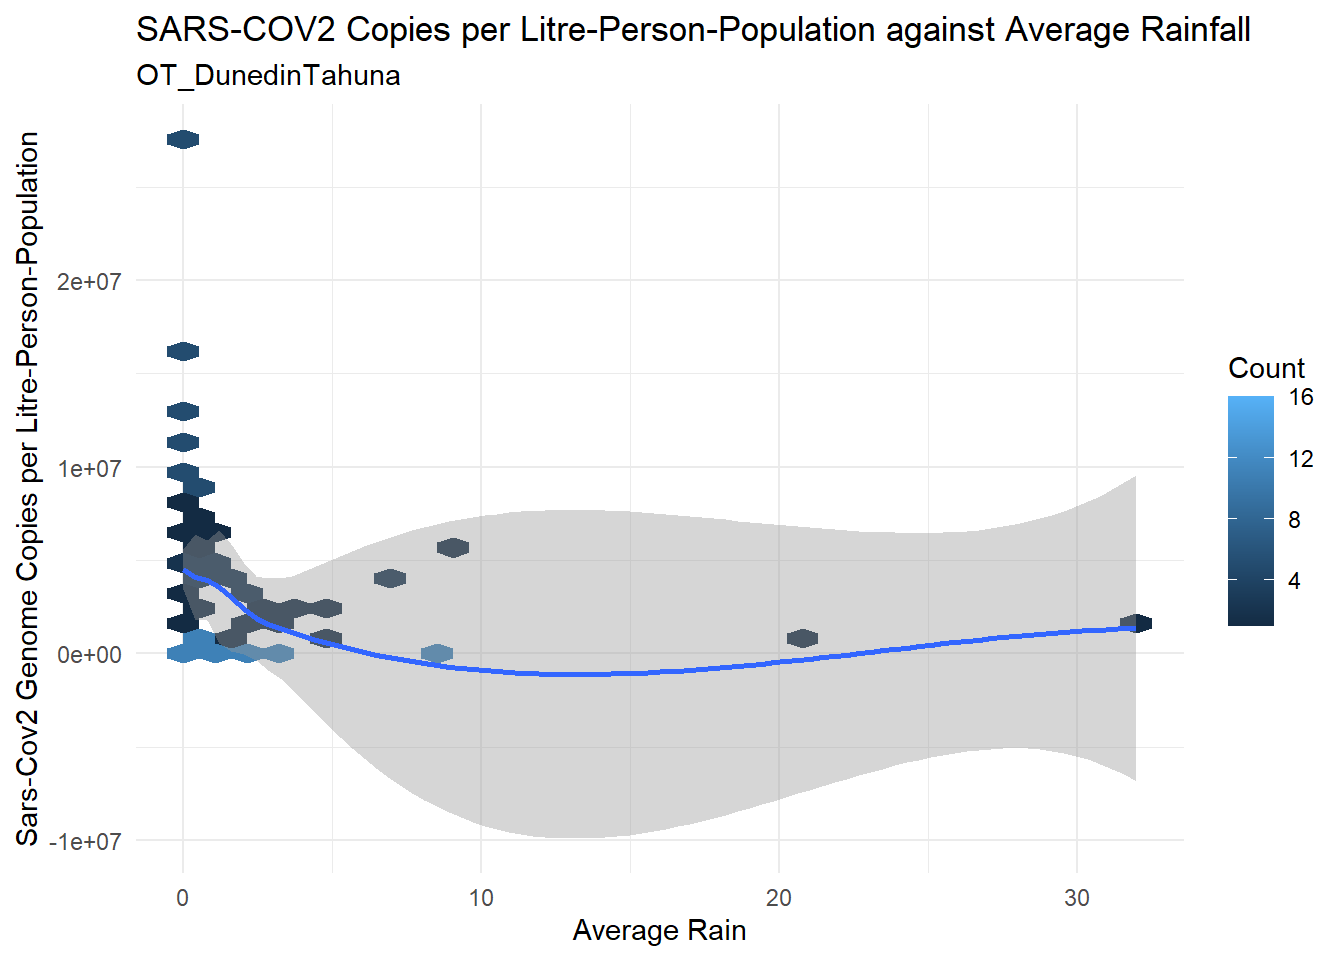 SARS-COV2 Copies per Litre-Person-Population against Average Rainfall
OT_DunedinTahuna
Sars-Cov2 Genome Copies per Litre-Person-Population
2e+07
1e+07
0e+00
-1e+07
0
10
20
30
Average Rain
Count
16
12
8
4